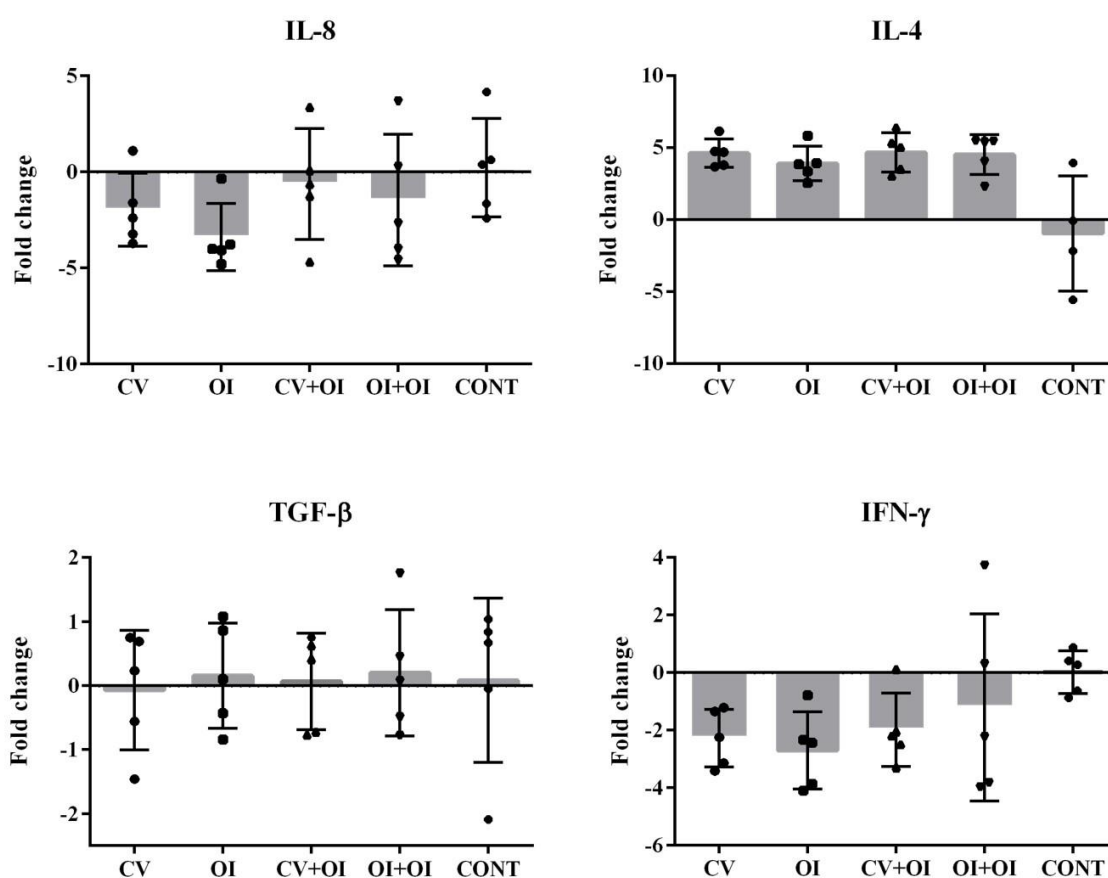 IL-8
Fold change
5
0
-5
-10
CV OI CV+OI OI+OI CONT
IL-4
Fold change
10
5
0
-5
-10
CV OI CV+OI OI+OI CONT
TGF-β
Fold change
2
1
0
-1
-2
CV OI CV+OI OI+OI CONT
IFN-γ
Fold change
4
2
0
-2
-4
-6
CV OI CV+OI OI+OI CONT